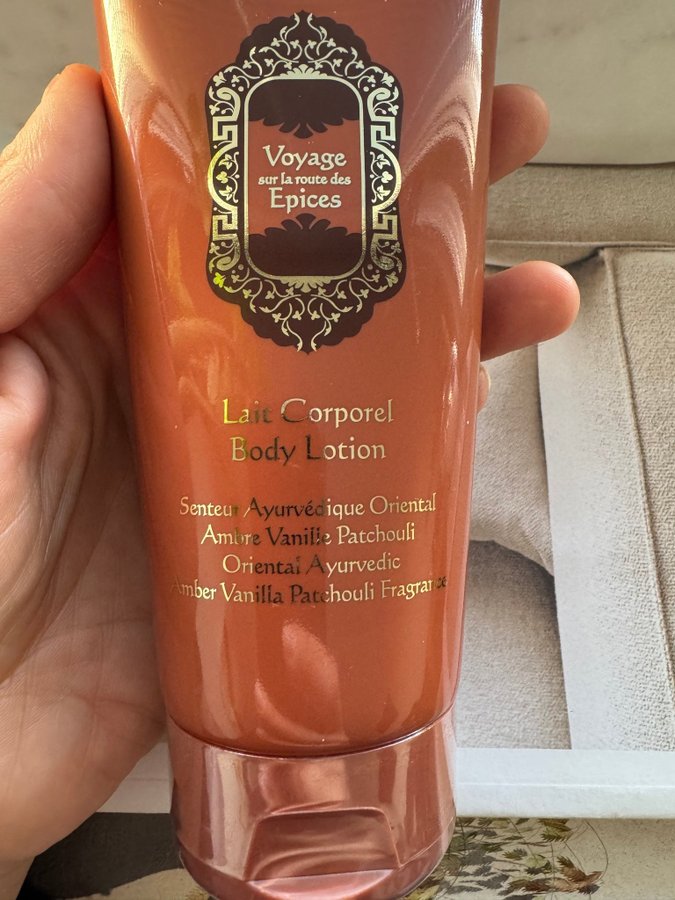 Voyage
sur la route des
Epices
Lait Corporel
Body Lotion
Senteur Ayurvédique Oriental
Ambre Vanille Patchouli
Oriental Ayurvedic
Amber Vanilla Patchouli Fragrance